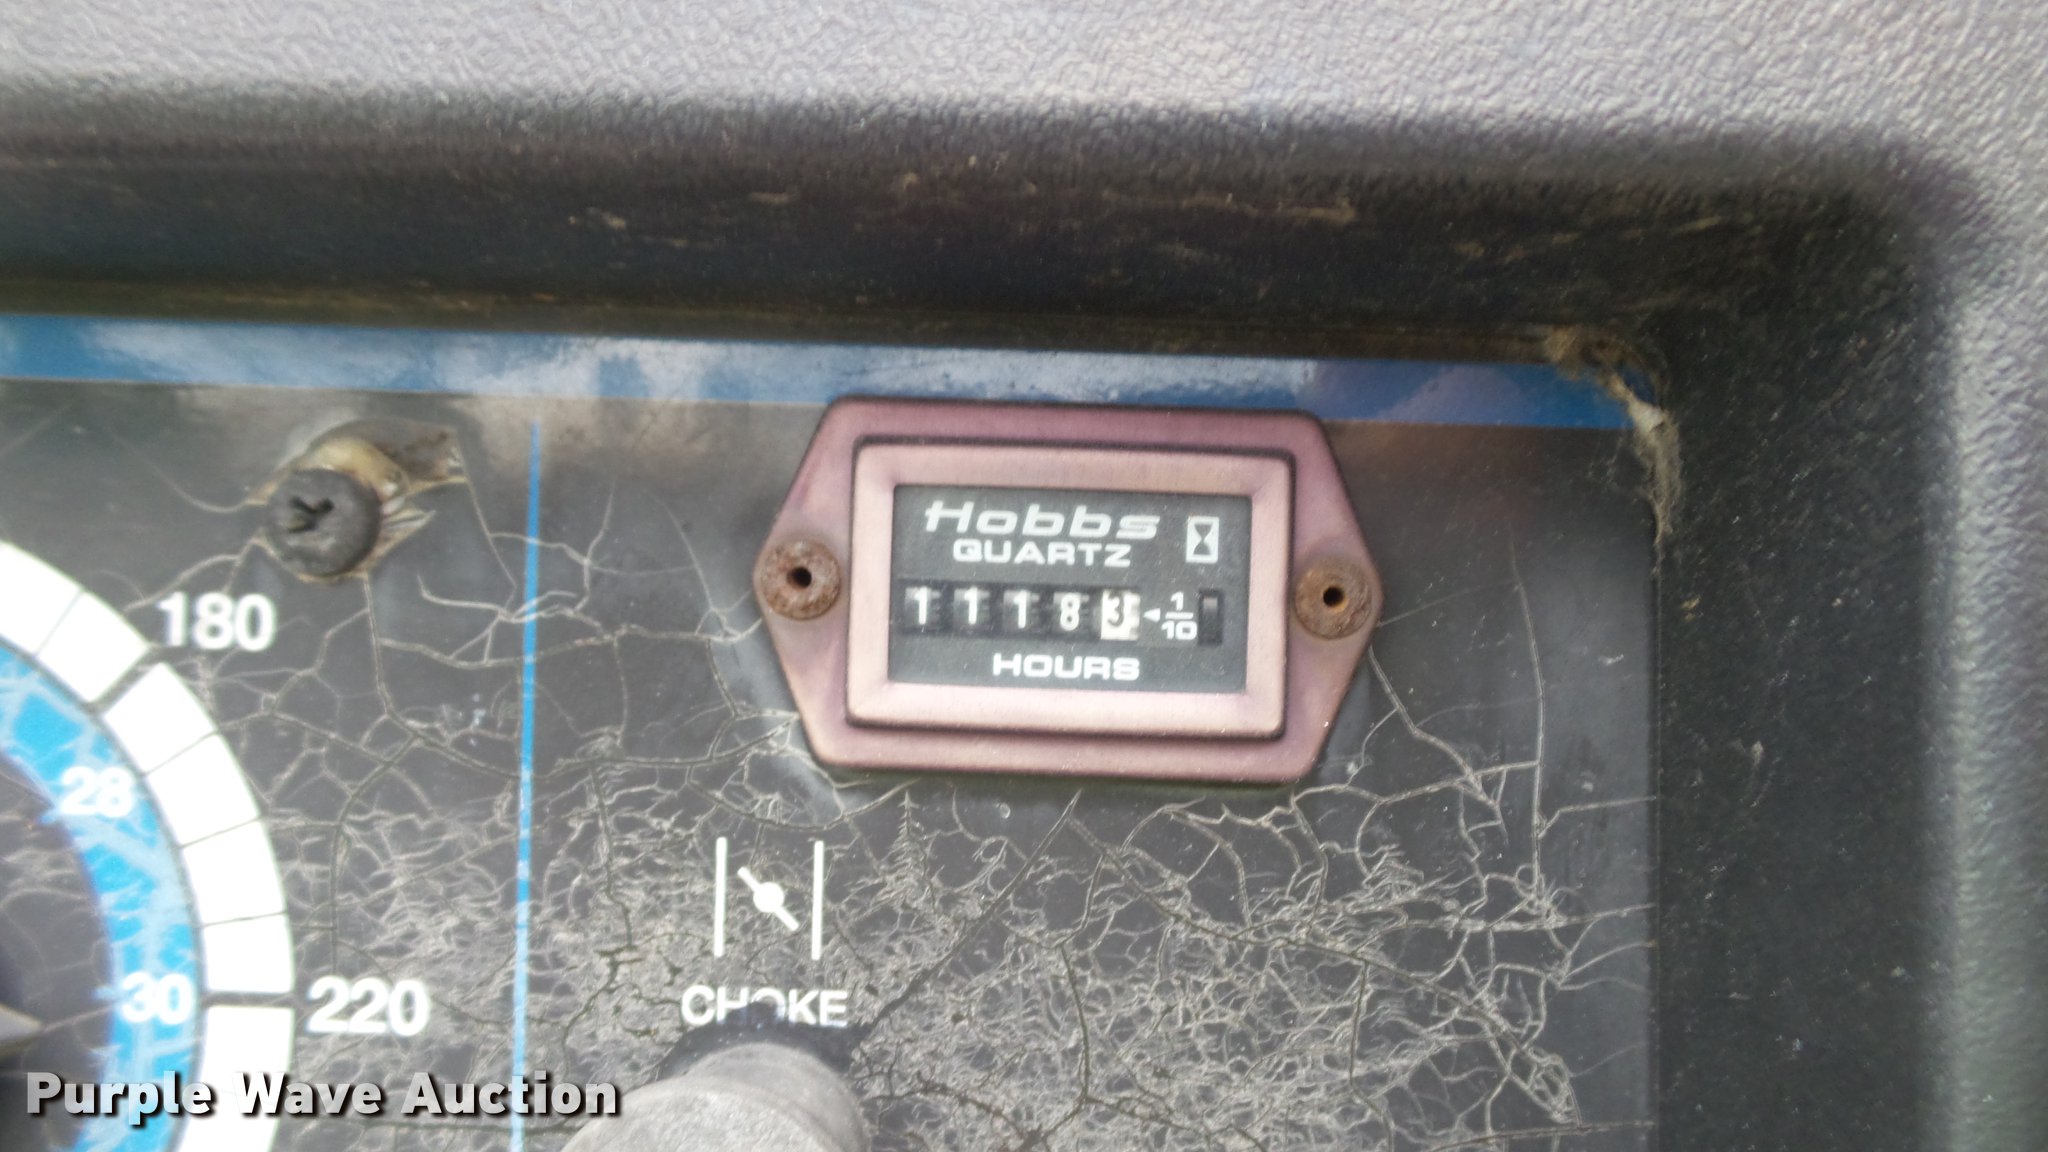 Hobbs
QUARTZ
1 1 1 8 3 1/10
HOURS
180
28
30
220
CHOKE
Purple Wave Auction